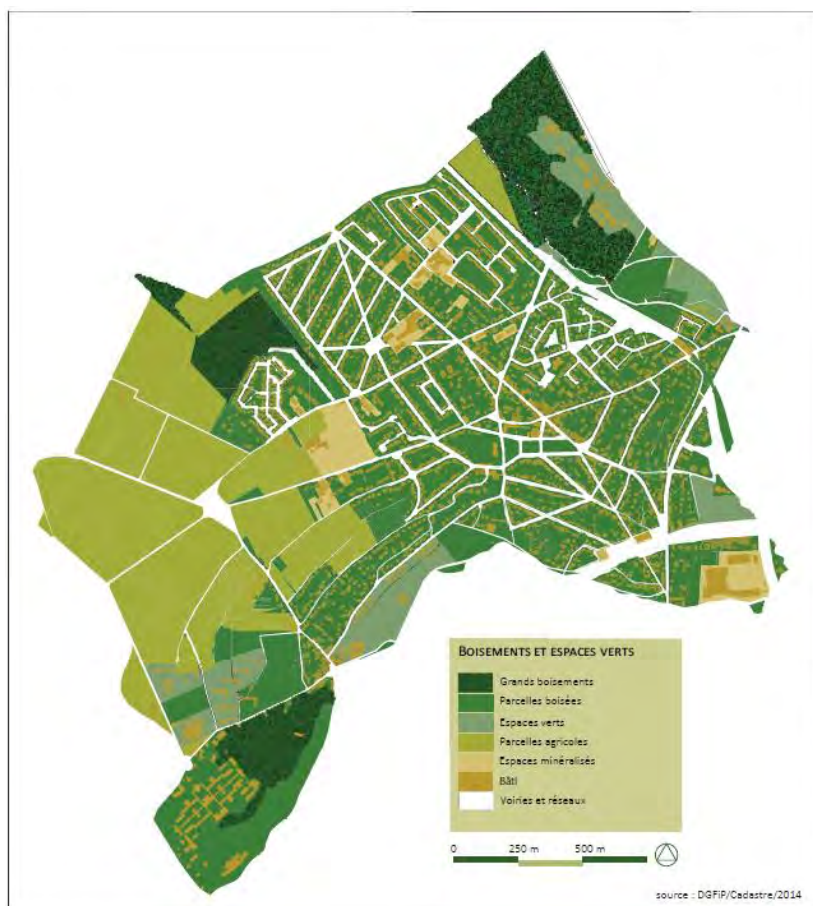 BOISEMENTS ET ESPACES VERTS
Grands boisements
Parcelles boisées
Espaces verts
Parcelles agricoles
Espaces minéralisés
Bâti
Voiries et réseaux
0 250 m 500 m
source : DGFiP/Cadastre/2014